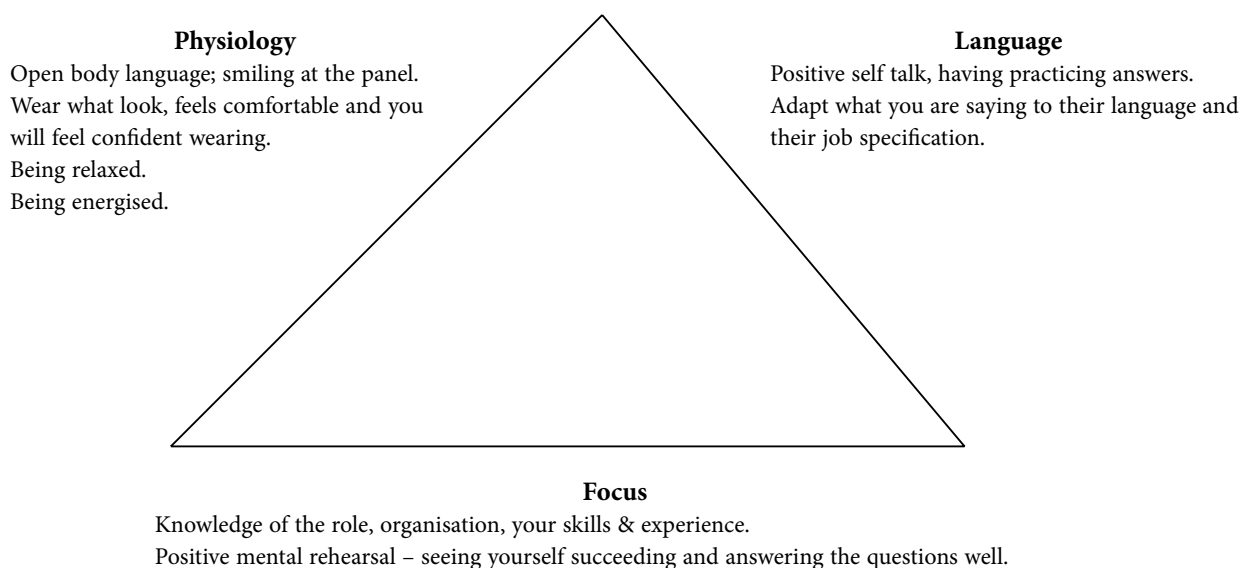 Physiology
Open body language; smiling at the panel.
Wear what look, feels comfortable and you
will feel confident wearing.
Being relaxed.
Being energised.
Language
Positive self talk, having practicing answers.
Adapt what you are saying to their language and
their job specification.
Focus
Knowledge of the role, organisation, your skills & experience.
Positive mental rehearsal – seeing yourself succeeding and answering the questions well.